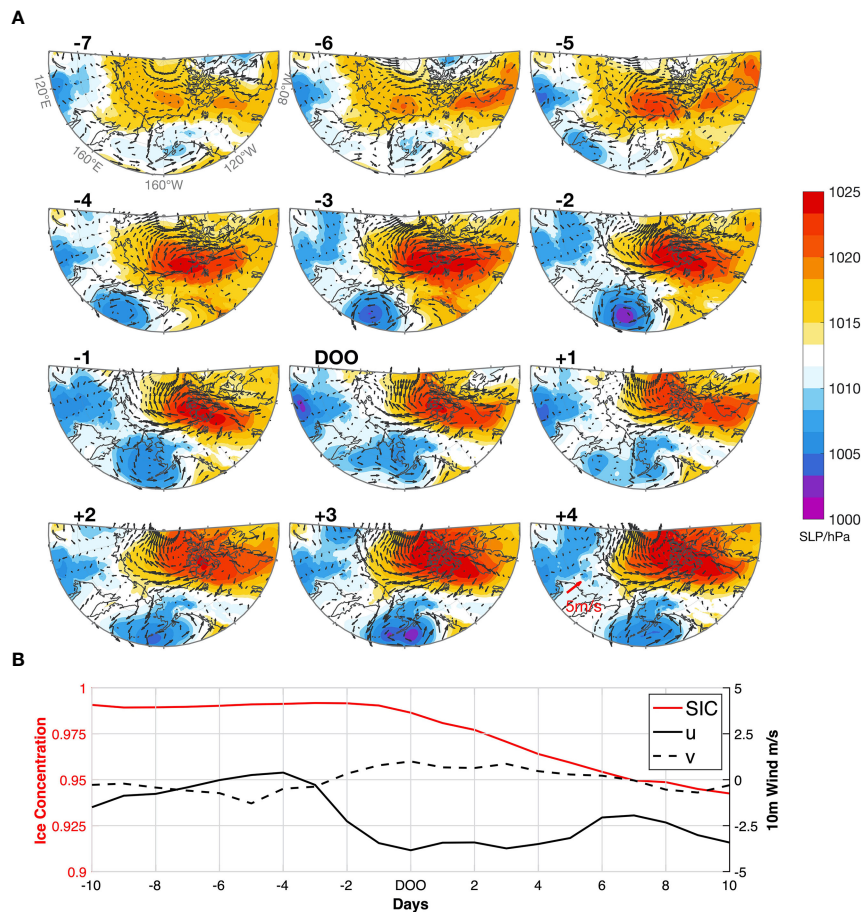 A
-7 -6 -5
120°E 80°W
160°E 120°W
160°W
-4 -3 -2
-1 DOO +1
+2 +3 +4
5m/s
1025
1020
1015
1010
1005
1000
SLP/hPa
B
1 5
SIC
u
v
0.975 2.5
0.95 0
0.925 -2.5
0.9 -5
Ice Concentration
10m Wind m/s
-10 -8 -6 -4 -2 DOO 2 4 6 8 10
Days